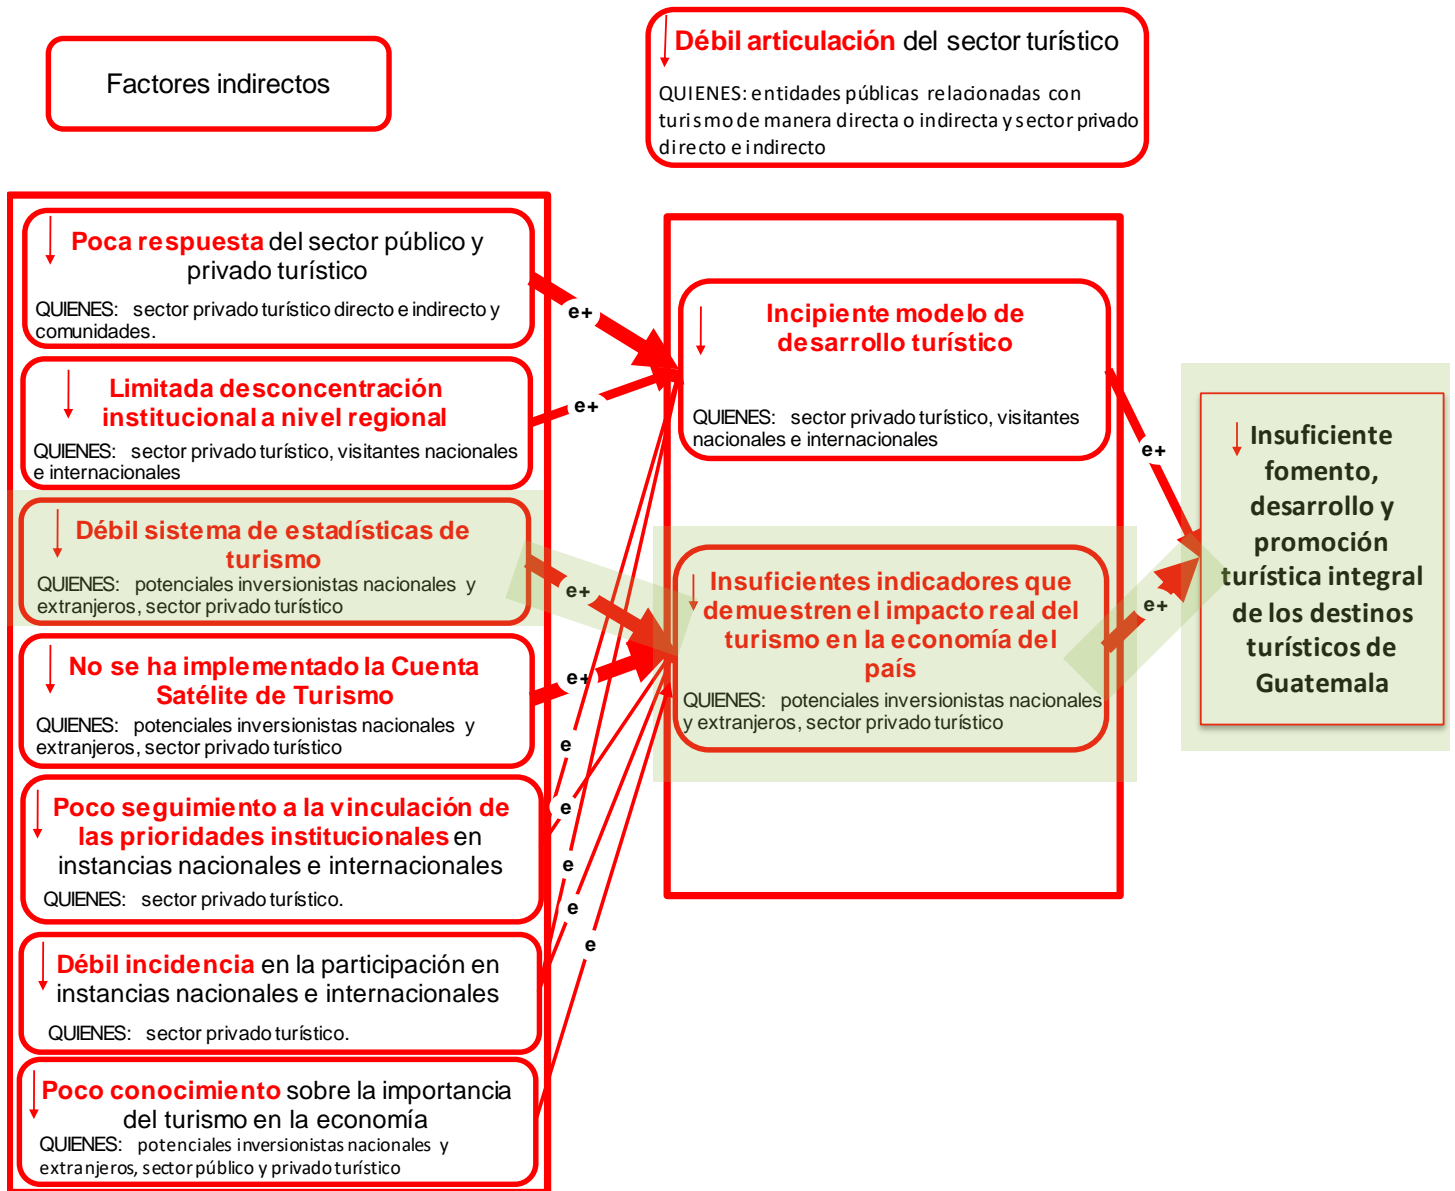 Factores indirectos
Débil articulación del sector turístico
QUIENES: entidades públicas relacionadas con
turismo de manera directa o indirecta y sector privado
directo e indirecto
Poca respuesta del sector público y
privado turístico
QUIENES: sector privado turístico directo e indirecto y
comunidades.
Limitada desconcentración
institucional a nivel regional
QUIENES: sector privado turístico, visitantes nacionales
e internacionales
Débil sistema de estadísticas de
turismo
QUIENES: potenciales inversionistas nacionales y
extranjeros, sector privado turístico
No se ha implementado la Cuenta
Satélite de Turismo
QUIENES: potenciales inversionistas nacionales y
extranjeros, sector privado turístico
Poco seguimiento a la vinculación de
las prioridades institucionales en
instancias nacionales e internacionales
QUIENES: sector privado turístico.
Débil incidencia en la participación en
instancias nacionales e internacionales
QUIENES: sector privado turístico.
Poco conocimiento sobre la importancia
del turismo en la economía
QUIENES: potenciales inversionistas nacionales y
extranjeros, sector público y privado turístico
e+
e+
e+
e+
e
e
e
e
e
Incipiente modelo de
desarrollo turístico
QUIENES: sector privado turístico, visitantes
nacionales e internacionales
Insuficientes indicadores que
demuestren el impacto real del
turismo en la economía del
país
QUIENES: potenciales inversionistas nacionales
y extranjeros, sector privado turístico
e+
e+
Insuficiente
fomento,
desarrollo y
promoción
turística integral
de los destinos
turísticos de
Guatemala